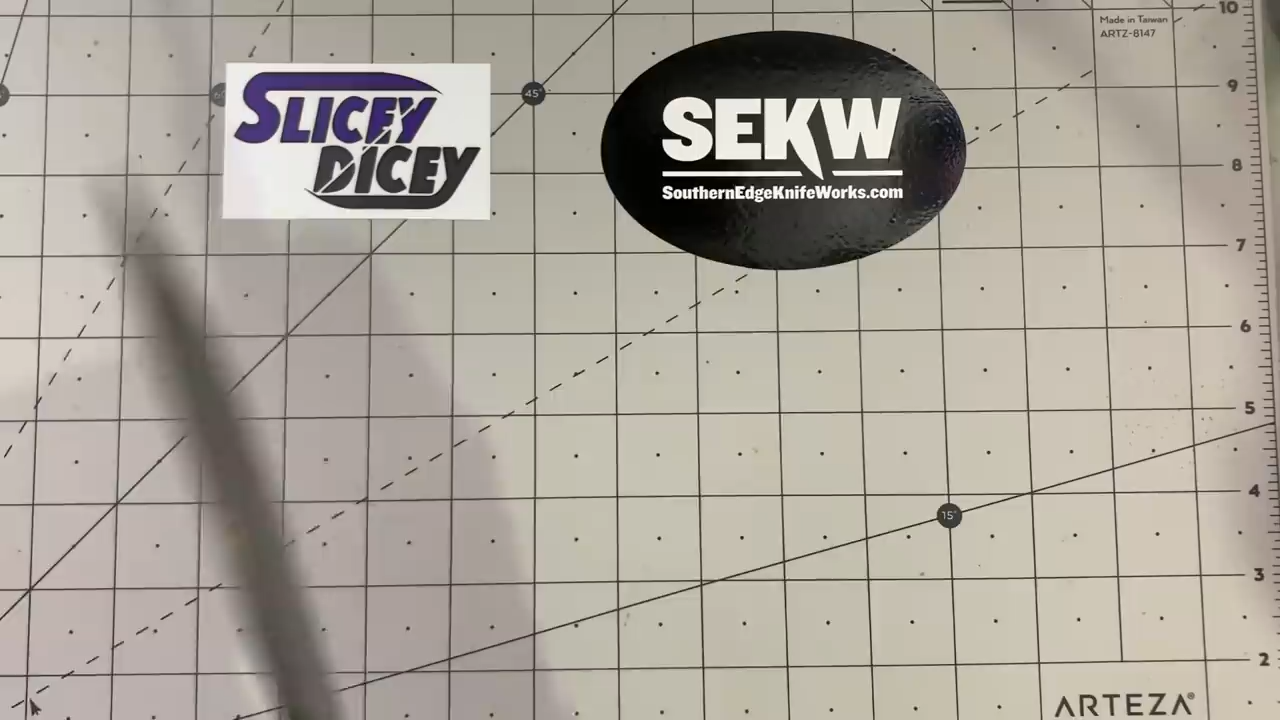 10
Made in Taiwan
ARTZ-8147
9
45°
SLICEY
DICEY
SEKW
SouthernEdgeKnifeWorks.com
8
7
6
5
4
15°
3
2
ARTEZA®